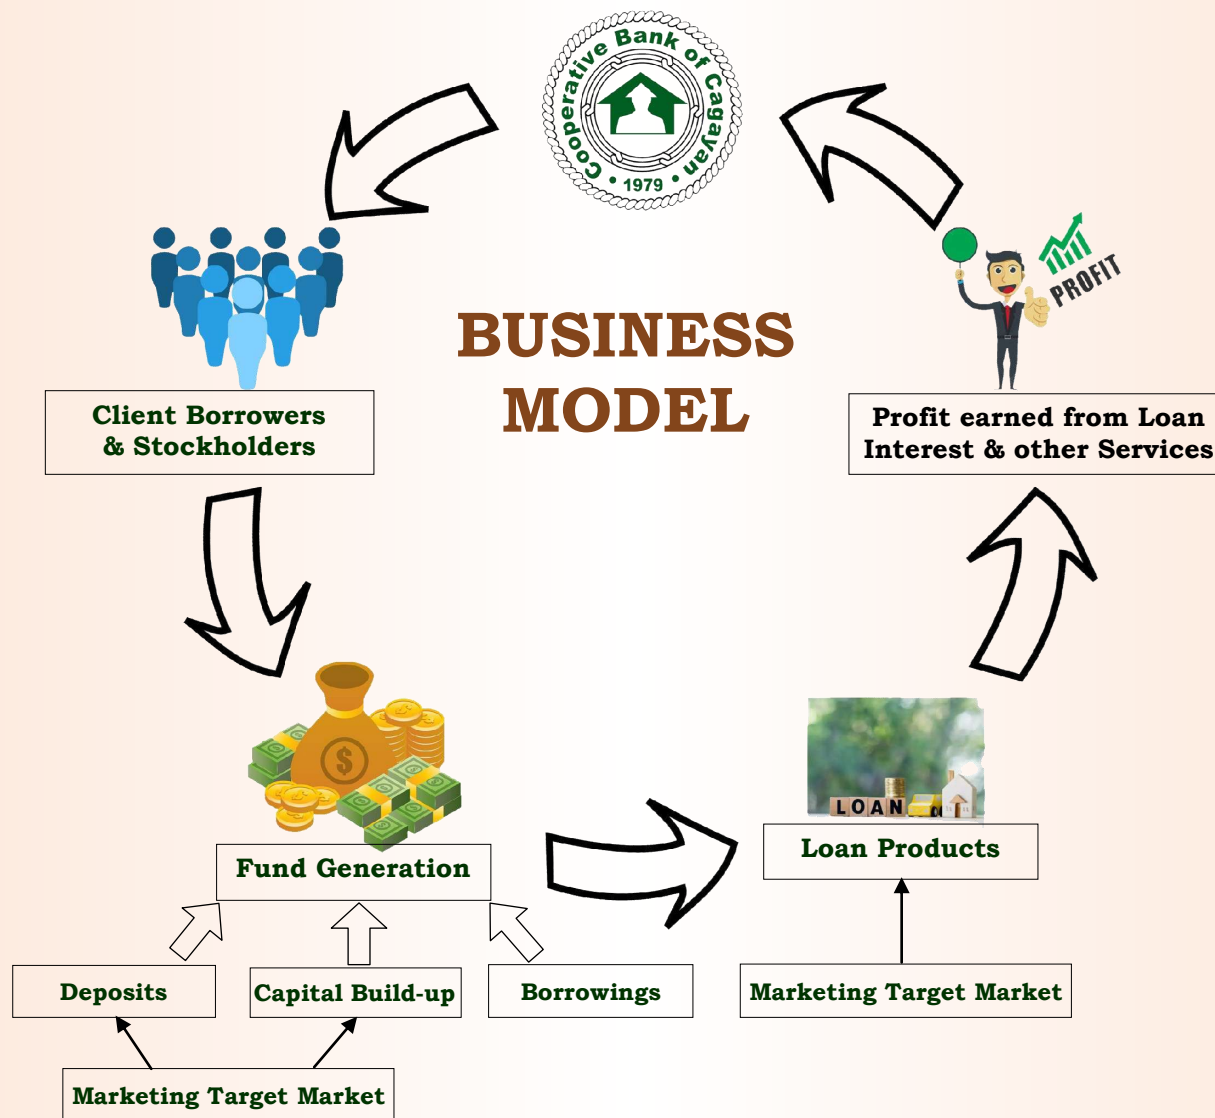 Cooperative Bank of Cagayan
• 1979 •
PROFIT
BUSINESS
MODEL
Client Borrowers
& Stockholders
Profit earned from Loan
Interest & other Services
$
LOAN
Fund Generation
Loan Products
Deposits
Capital Build-up
Borrowings
Marketing Target Market
Marketing Target Market